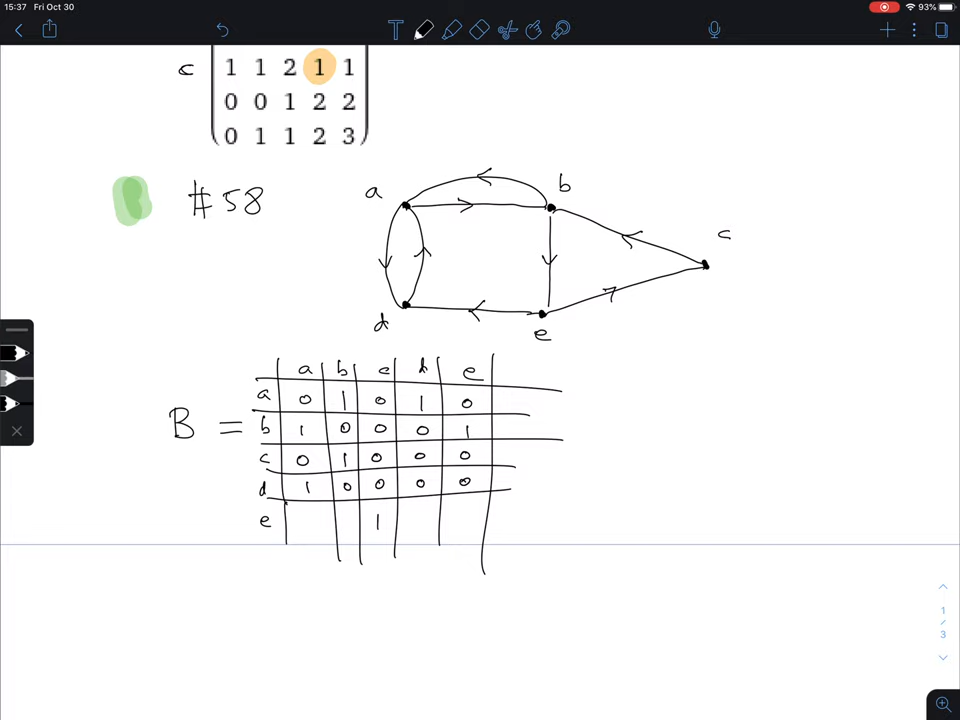 15:37 Fri Oct 30 93%
T
c 1 1 2 1 1
0 0 1 2 2
0 1 1 2 3
#58
a b
c
d e
a b c d e
a 0 1 0 1 0
b 1 0 0 0 1
B = c 0 1 0 0 0
d 1 0 0 0 0
e 1
1
/
3